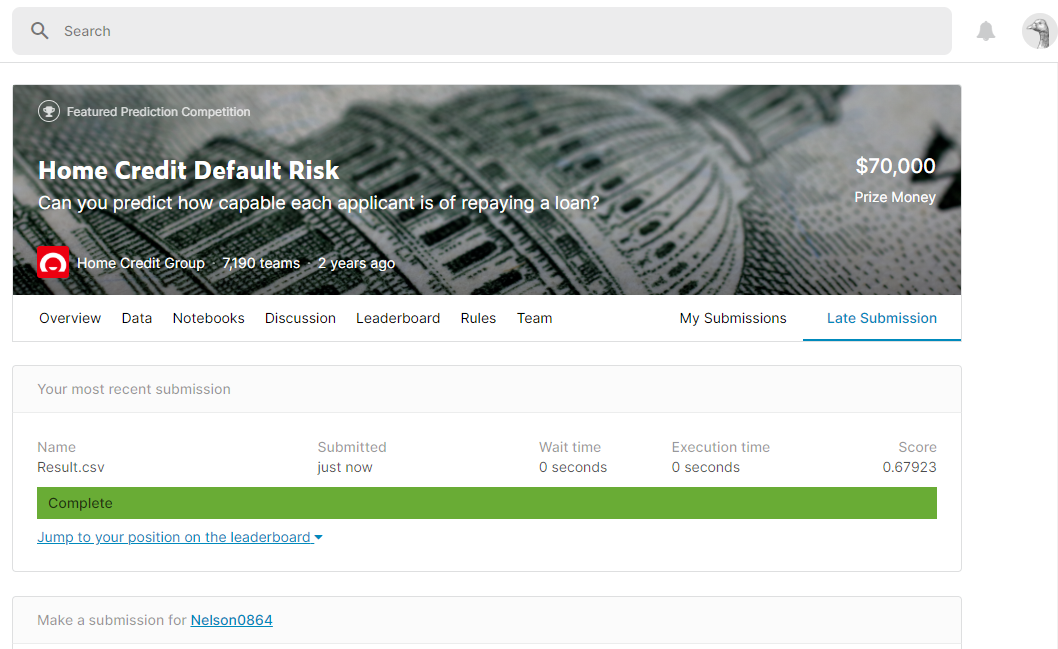 Search
Featured Prediction Competition
Home Credit Default Risk
$70,000
Can you predict how capable each applicant is of repaying a loan?
Prize Money
Home Credit Group · 7,190 teams · 2 years ago
Overview Data Notebooks Discussion Leaderboard Rules Team My Submissions Late Submission
Your most recent submission
Name Submitted Wait time Execution time Score
Result.csv just now 0 seconds 0 seconds 0.67923
Complete
Jump to your position on the leaderboard
Make a submission for Nelson0864